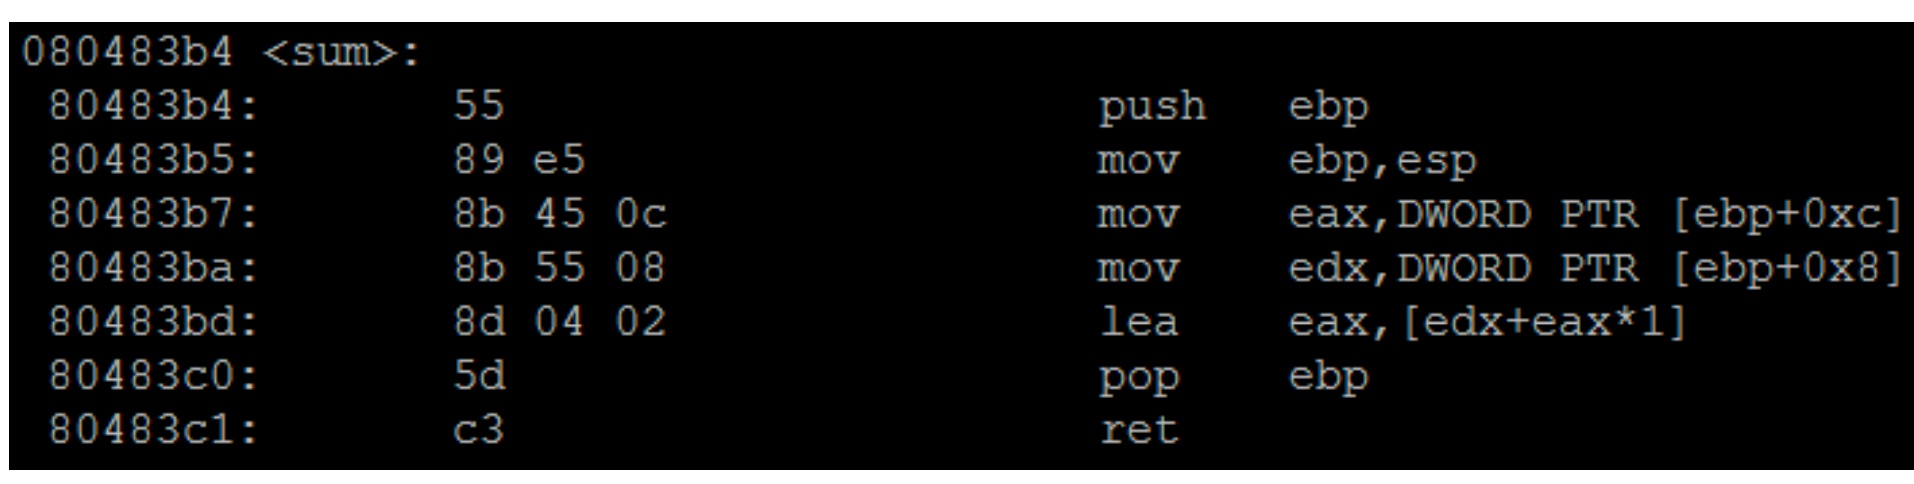 080483b4 <sum>:
80483b4: 55 push ebp
80483b5: 89 e5 mov ebp,esp
80483b7: 8b 45 0c mov eax,DWORD PTR [ebp+0xc]
80483ba: 8b 55 08 mov edx,DWORD PTR [ebp+0x8]
80483bd: 8d 04 02 lea eax,[edx+eax*1]
80483c0: 5d pop ebp
80483c1: c3 ret